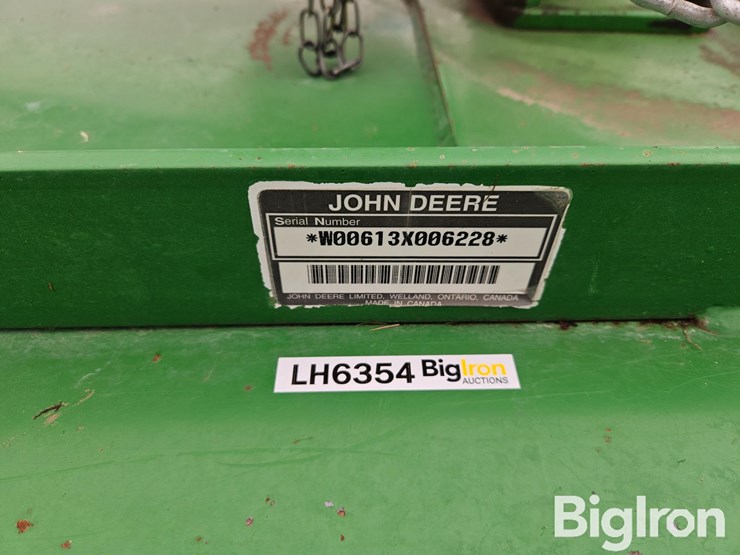 JOHN DEERE
Serial Number
*W00613X006228*
JOHN DEERE LIMITED, WELLAND, ONTARIO, CANADA
MADE IN CANADA
LH6354 BigIron
AUCTIONS
BigIron